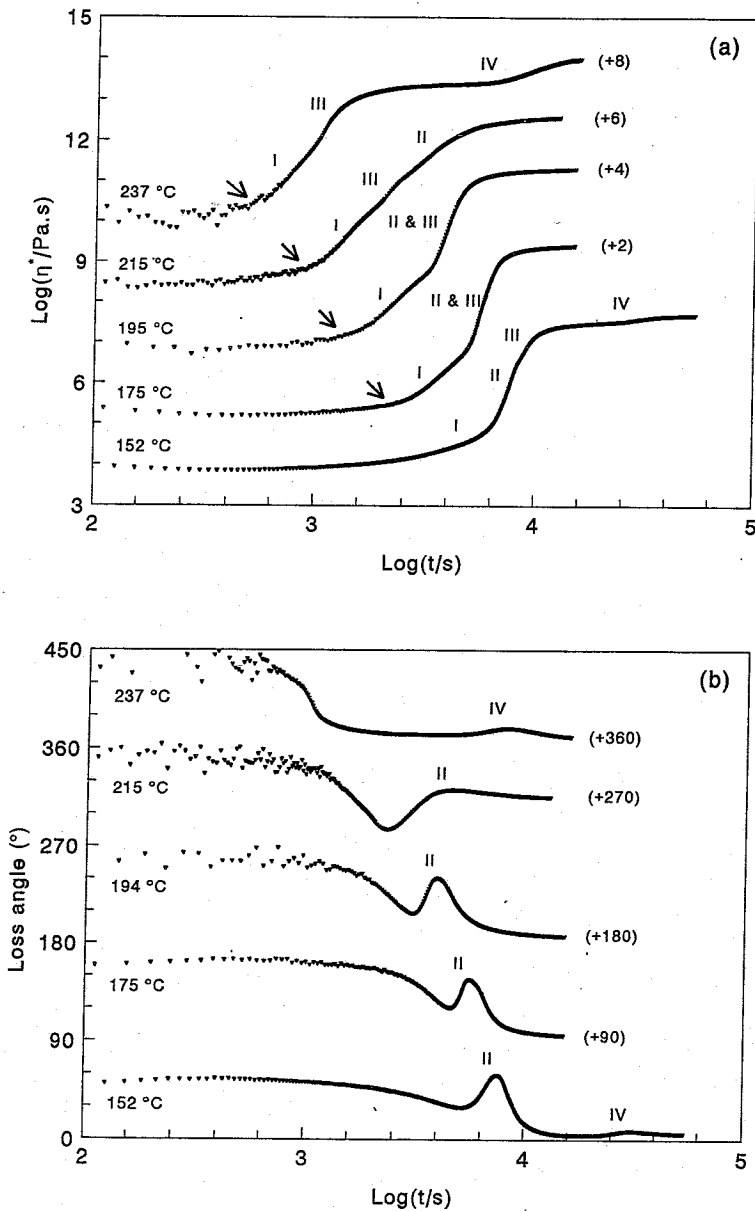 15
(a)
IV
(+8)
III
II
(+6)
I
III
(+4)
237 °C
I
II & III
(+2)
215 °C
I
II & III
IV
195 °C
III
I
II
175 °C
I
152 °C
12
9
6
3
Log(η*/Pa.s)
2
3
4
5
Log(t/s)
450
(b)
237 °C
IV
(+360)
360
II
215 °C
(+270)
270
II
194 °C
(+180)
180
II
175 °C
(+90)
90
II
152 °C
IV
0
Loss angle (°)
2
3
4
5
Log(t/s)